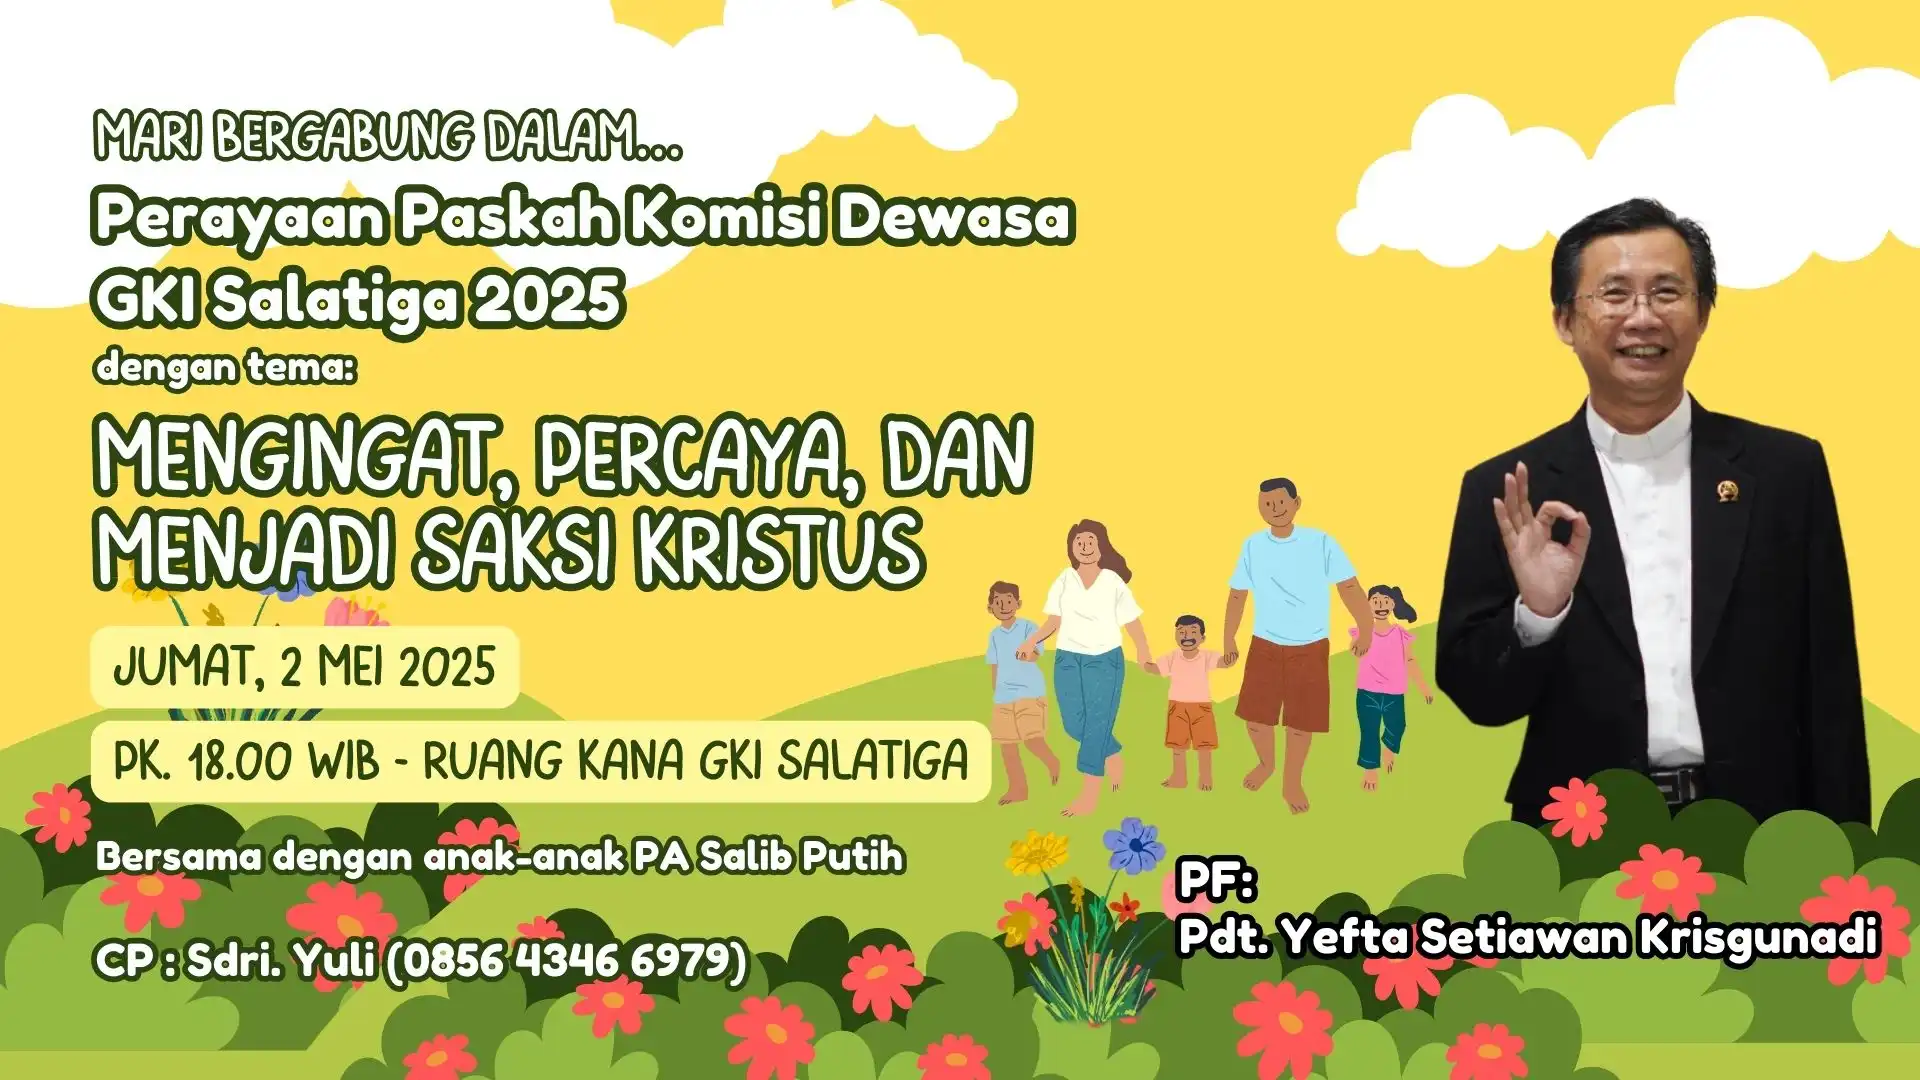 MARI BERGABUNG DALAM...
Perayaan Paskah Komisi Dewasa
GKI Salatiga 2025
dengan tema:
MENGINGAT, PERCAYA, DAN
MENJADI SAKSI KRISTUS
JUMAT, 2 MEI 2025
PK. 18.00 WIB - RUANG KANA GKI SALATIGA
Bersama dengan anak-anak PA Salib Putih
CP : Sdri. Yuli (0856 4346 6979)
PF:
Pdt. Yefta Setiawan Krisgunadi